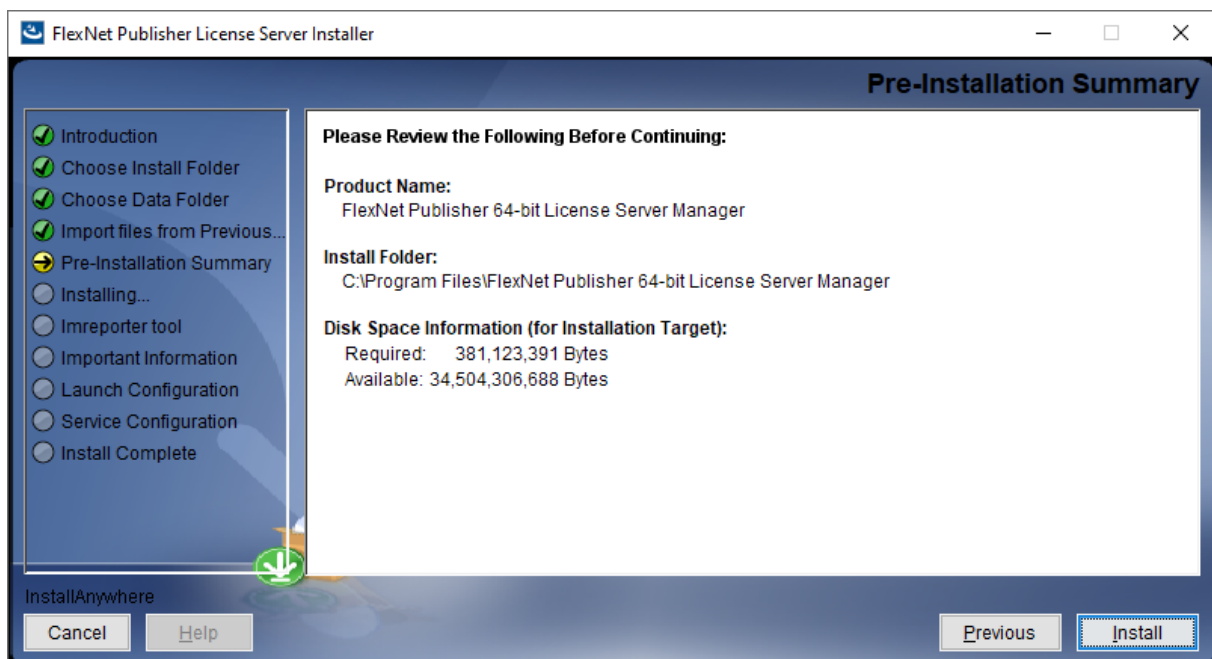 FlexNet Publisher License Server Installer
Pre-Installation Summary
Introduction
Choose Install Folder
Choose Data Folder
Import files from Previous...
Pre-Installation Summary
Installing...
lmreporter tool
Important Information
Launch Configuration
Service Configuration
Install Complete
Please Review the Following Before Continuing:
Product Name:
FlexNet Publisher 64-bit License Server Manager
Install Folder:
C:\Program Files\FlexNet Publisher 64-bit License Server Manager
Disk Space Information (for Installation Target):
Required: 381,123,391 Bytes
Available: 34,504,306,688 Bytes
InstallAnywhere
Cancel
Help
Previous
Install